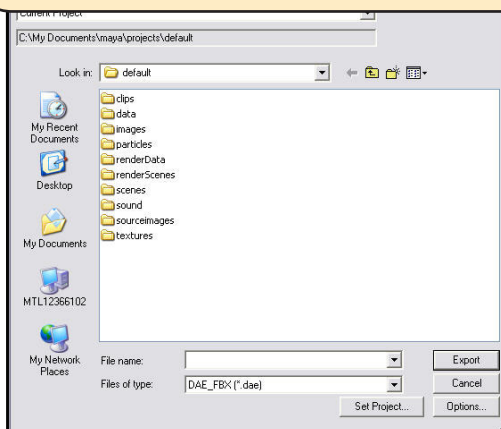 Current Project
C:\My Documents\maya\projects\default
Look in: default
My Recent Documents
Desktop
My Documents
MTL12366102
My Network Places
clips
data
images
particles
renderData
renderScenes
scenes
sound
sourceimages
textures
File name: Export
Files of type: DAE_FBX (*.dae) Cancel
Set Project... Options...